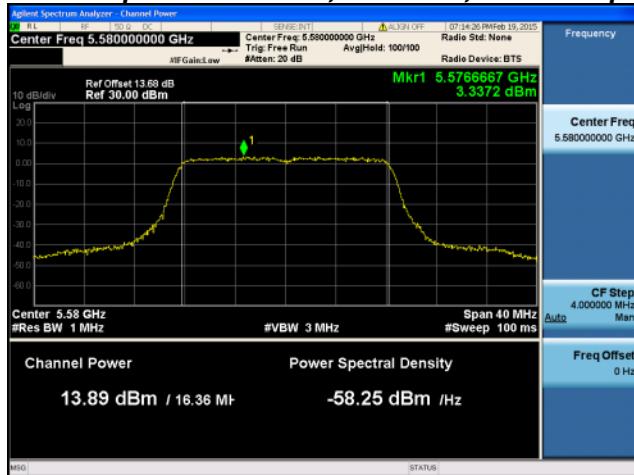 Agilent Spectrum Analyzer - Channel Power
RL RF 50 Ω DC SENSE:INT ALIGN OFF 07:14:26 PM Feb 19, 2015
Center Freq 5.580000000 GHz
Center Freq: 5.580000000 GHz
Radio Std: None
Trig: Free Run
Avg|Hold: 100/100
#IFGain:Low
#Atten: 20 dB
Radio Device: BTS
Ref Offset 13.68 dB
Mkr1 5.5766667 GHz
10 dB/div
Ref 30.00 dBm
3.3372 dBm
Log
20.0
10.0
1
0.00
-10.0
-20.0
-30.0
-40.0
-50.0
-60.0
Center 5.58 GHz
Span 40 MHz
#Res BW 1 MHz
#VBW 3 MHz
#Sweep 100 ms
Channel Power
Power Spectral Density
13.89 dBm / 16.36 MH
-58.25 dBm /Hz
MSG
STATUS
Frequency
Center Freq
5.580000000 GHz
CF Step
4.000000 MHz
Auto Man
Freq Offset
0 Hz